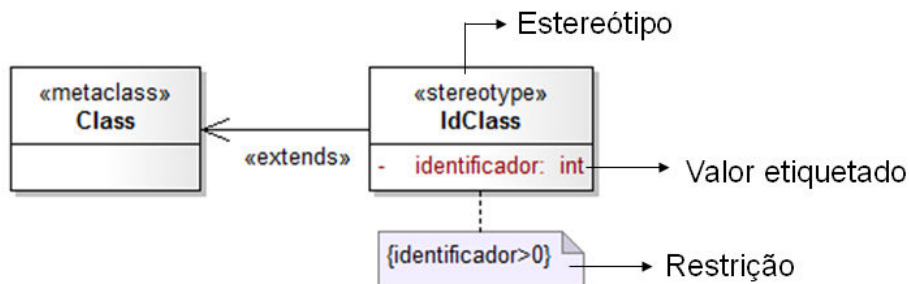 Estereótipo
«metaclass»
Class
«extends»
«stereotype»
IdClass
- identificador: int
Valor etiquetado
{identificador>0}
Restrição